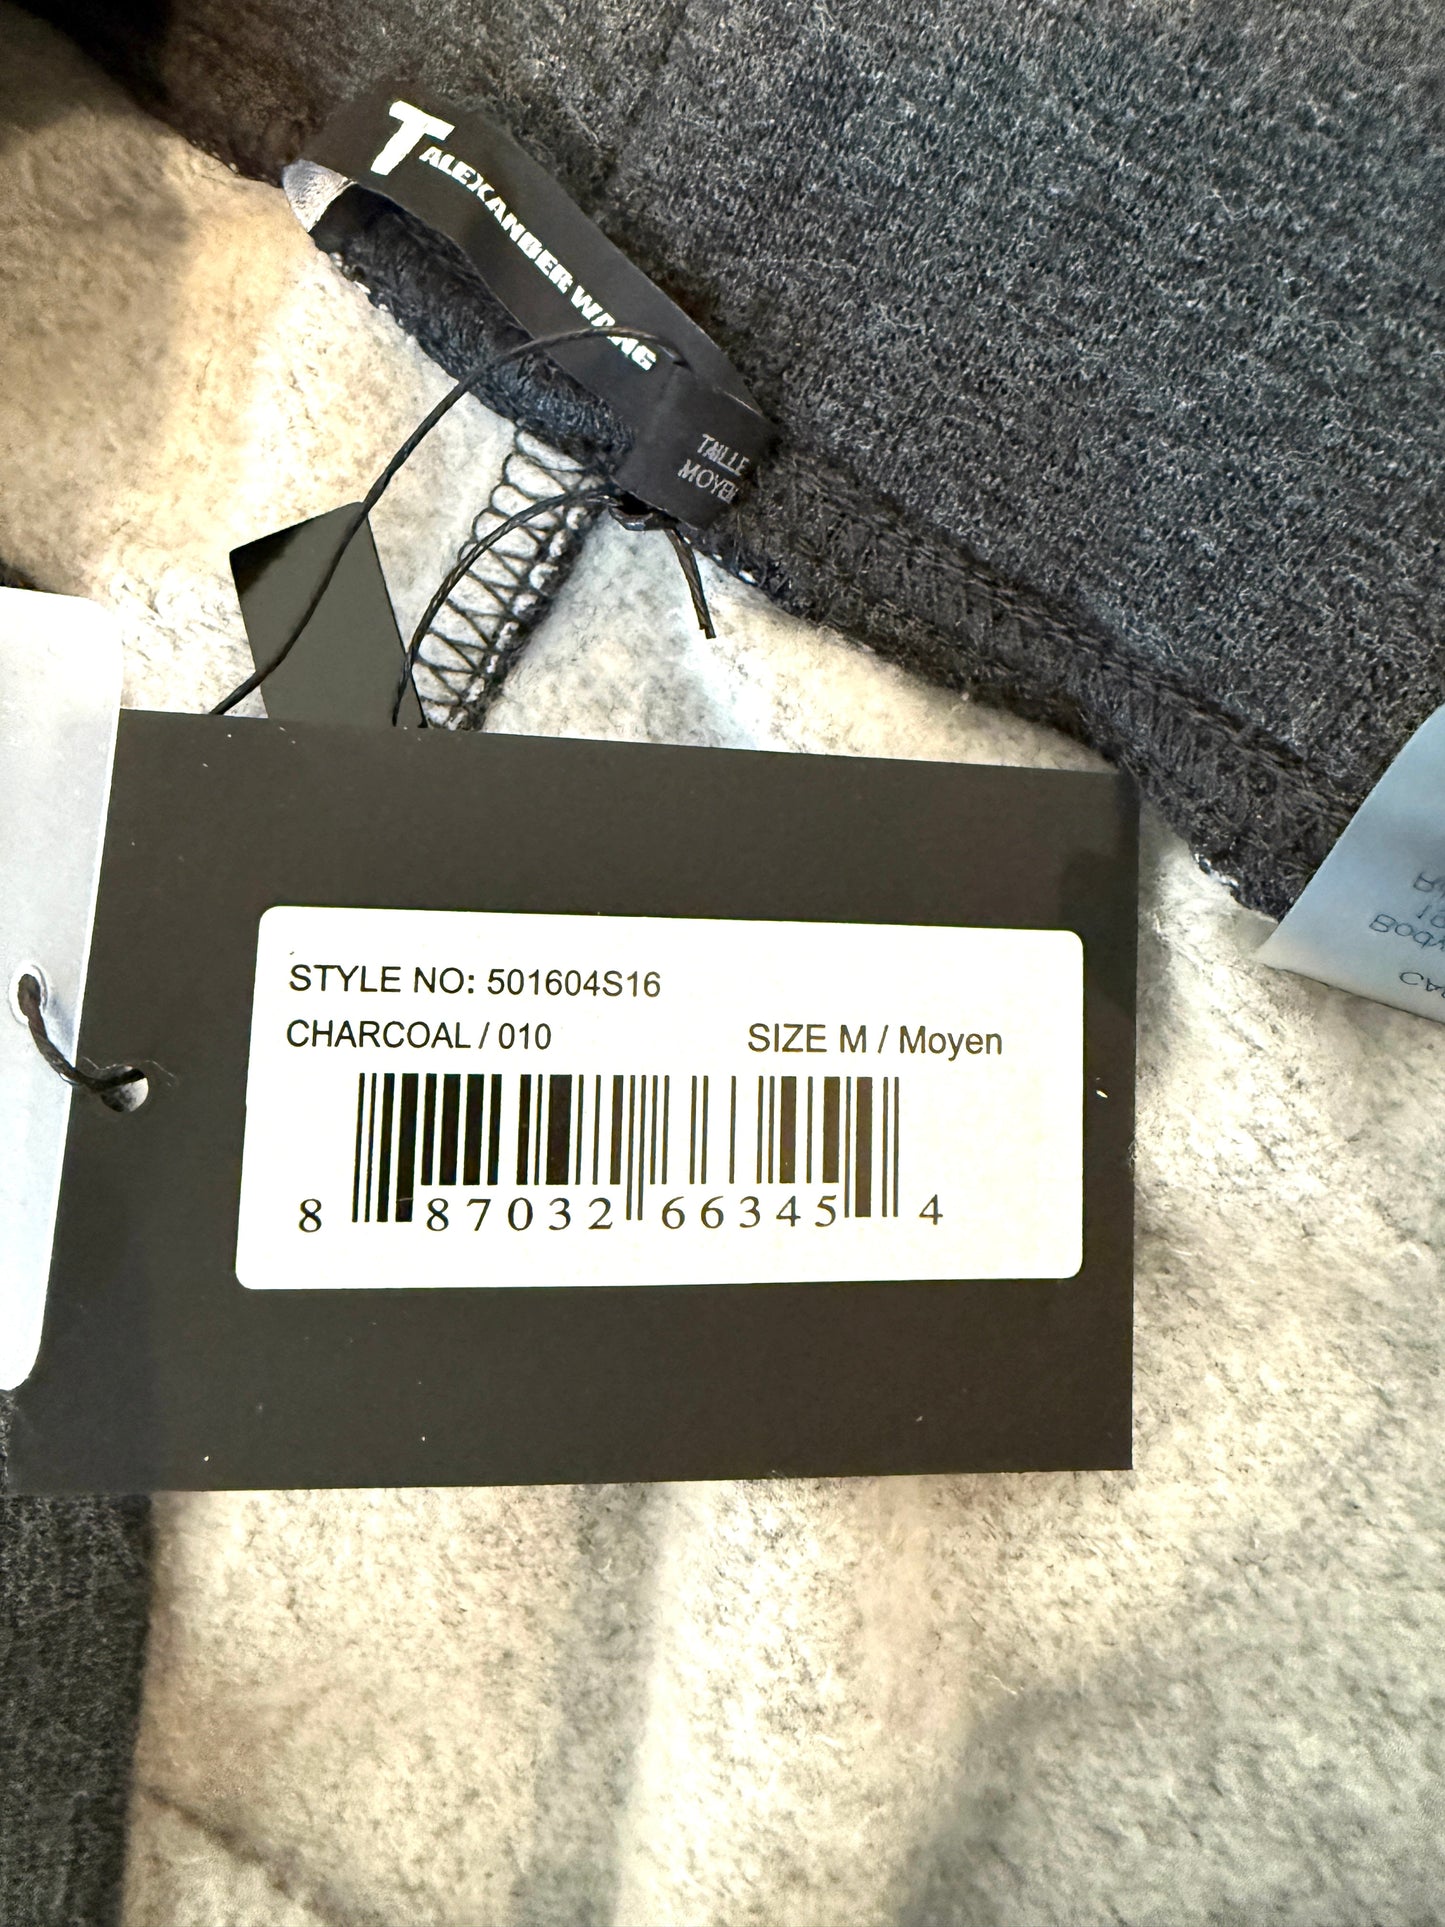 T ALEXANDER WANG
TAILLE
MOYEN
STYLE NO: 501604S16
CHARCOAL / 010 SIZE M / Moyen
8 87032 66345 4